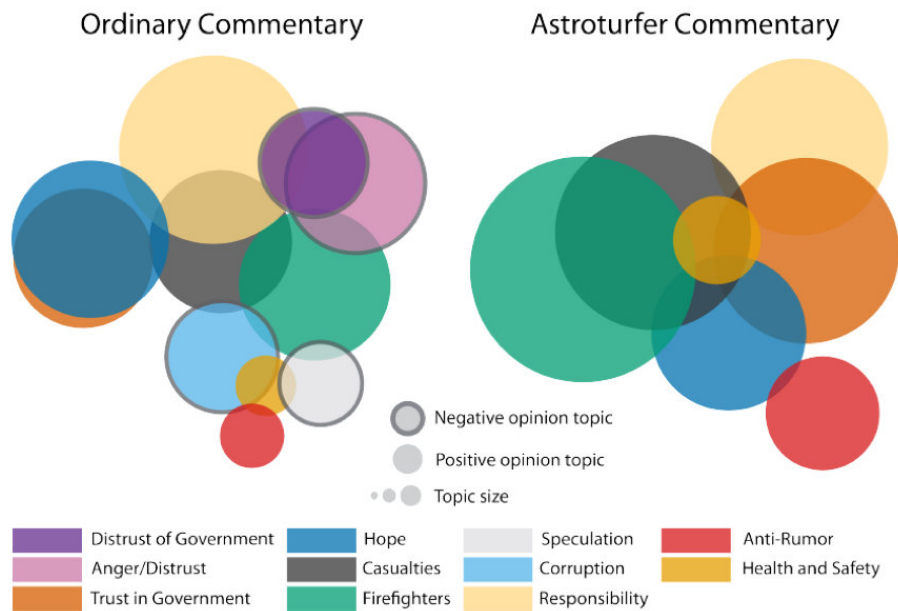 Ordinary Commentary
Astroturfer Commentary
Negative opinion topic
Positive opinion topic
Topic size
Distrust of Government
Hope
Speculation
Anti-Rumor
Anger/Distrust
Casualties
Corruption
Health and Safety
Trust in Government
Firefighters
Responsibility